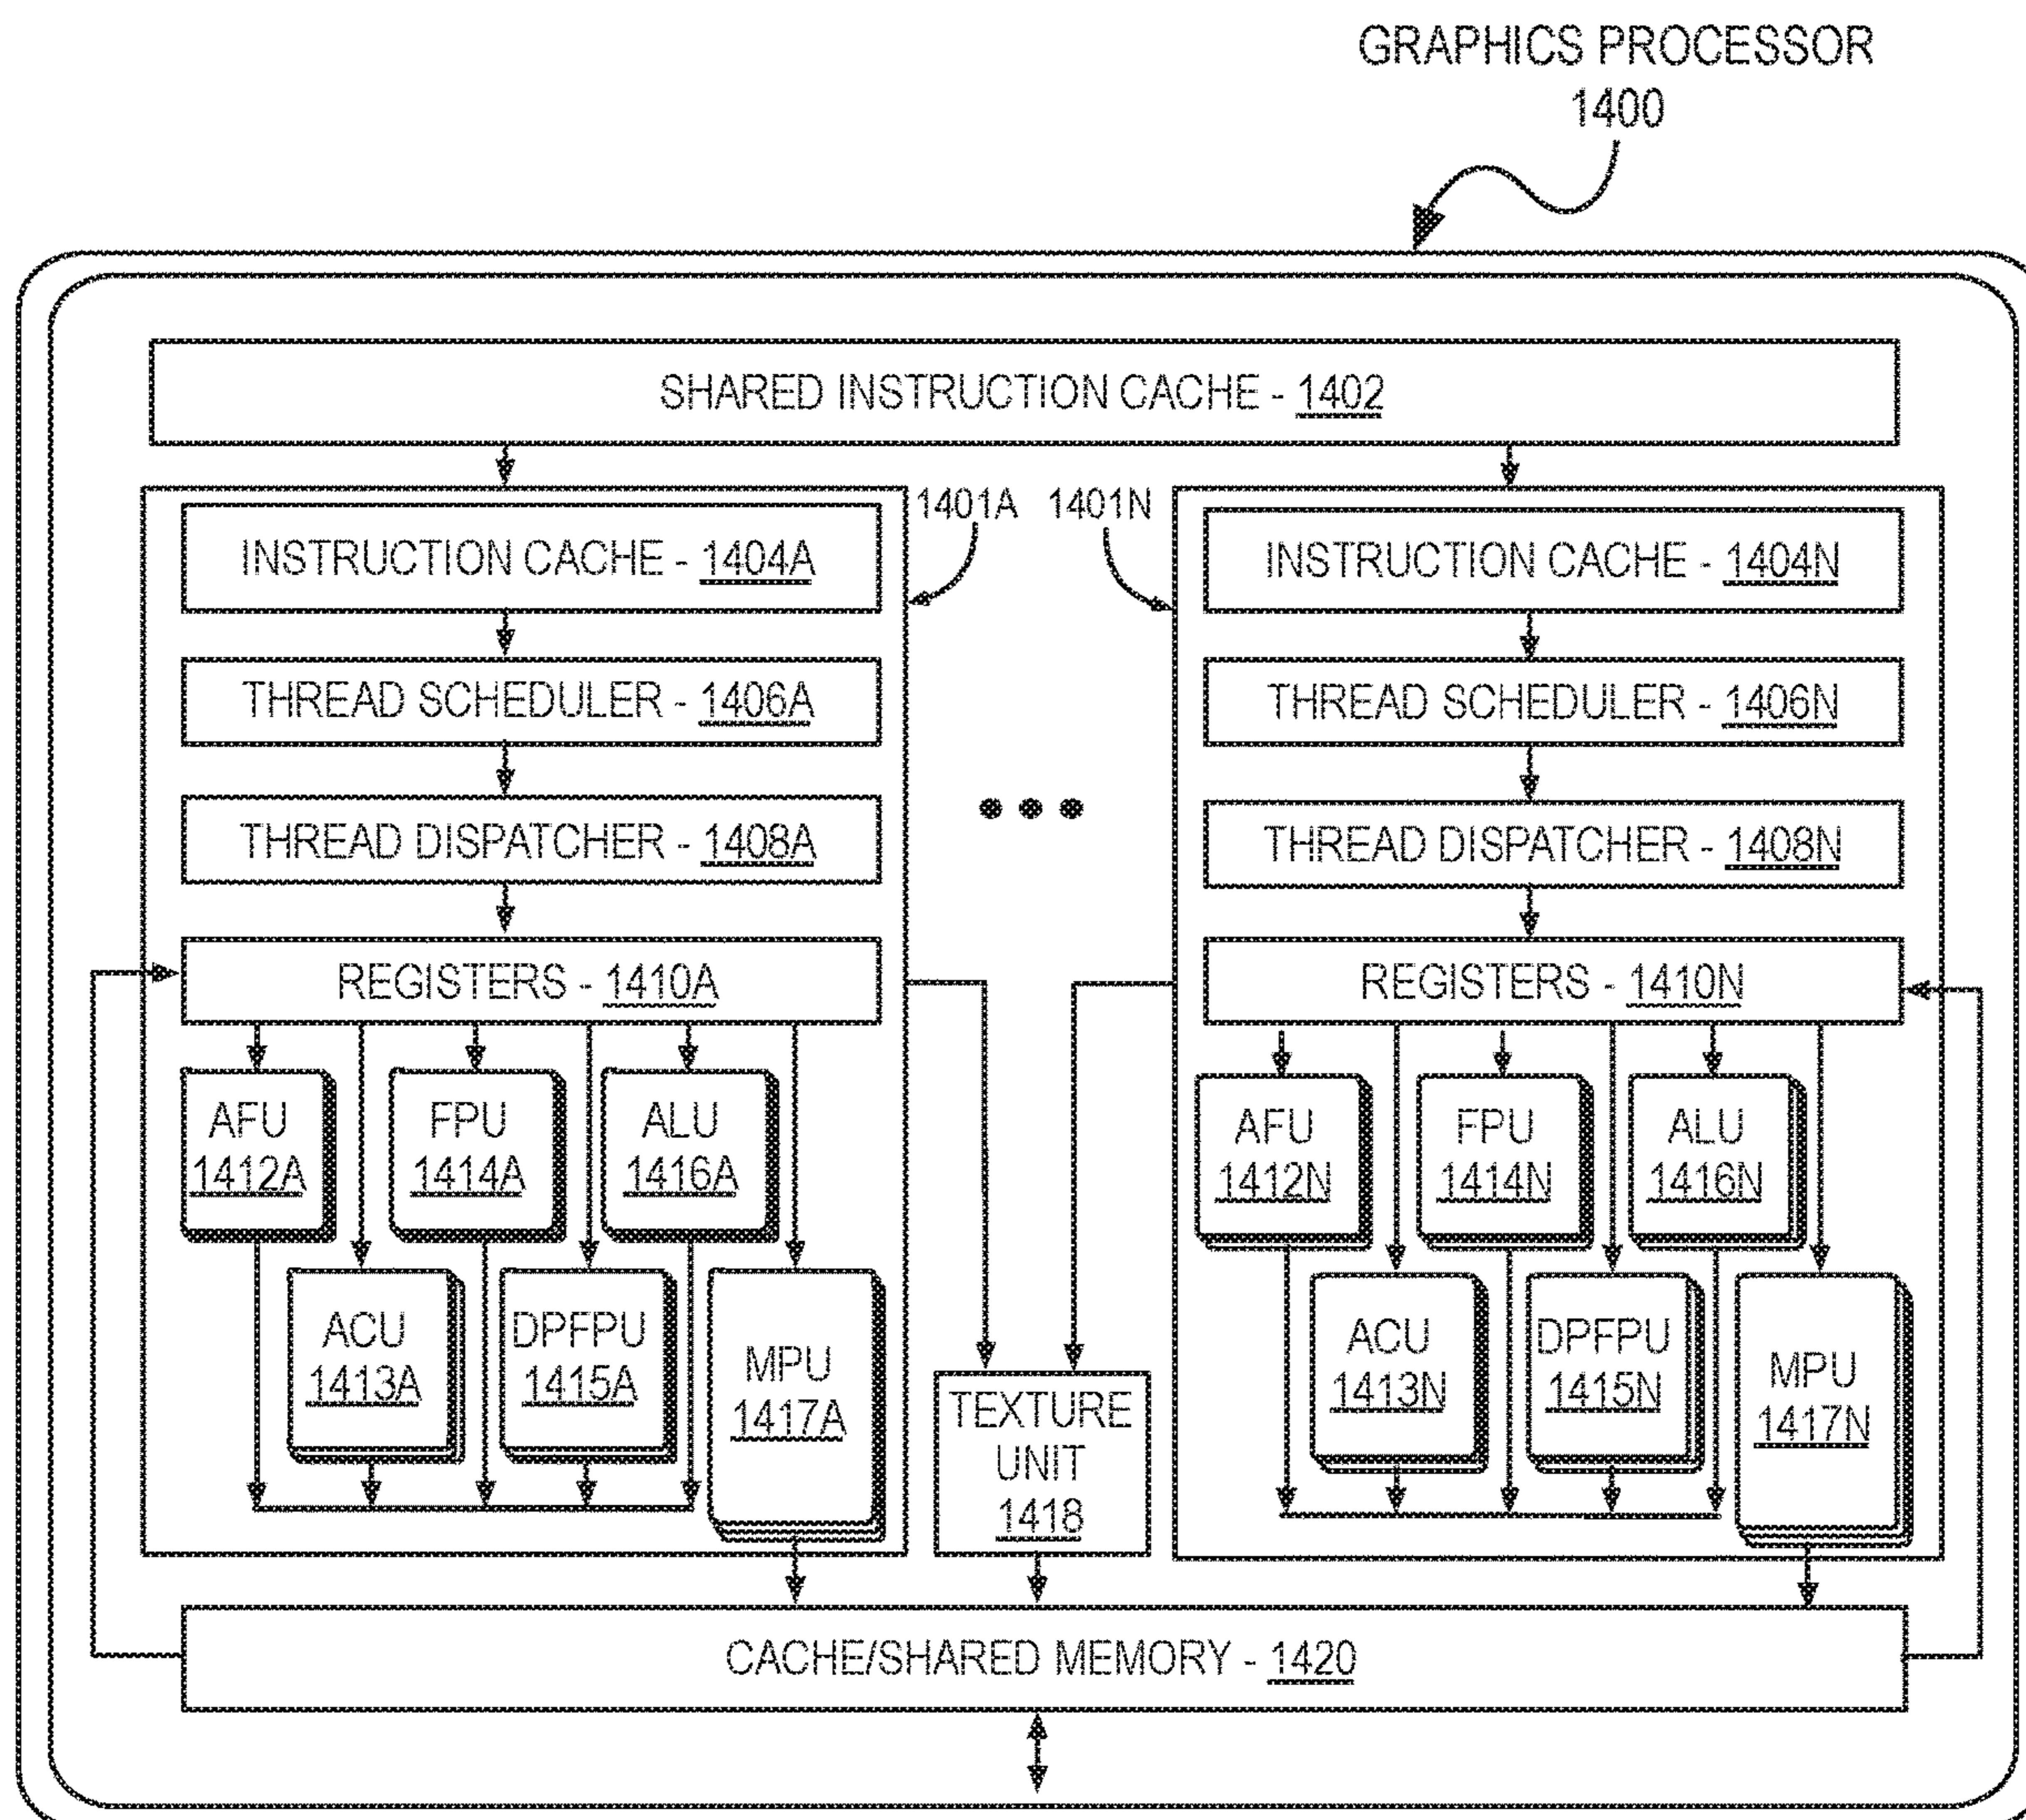 GRAPHICS PROCESSOR
1400
SHARED INSTRUCTION CACHE - 1402
1401A
1401N
INSTRUCTION CACHE - 1404A
THREAD SCHEDULER - 1406A
THREAD DISPATCHER - 1408A
REGISTERS - 1410A
AFU
1412A
FPU
1414A
ALU
1416A
ACU
1413A
DPFPU
1415A
MPU
1417A
TEXTURE
UNIT
1418
INSTRUCTION CACHE - 1404N
THREAD SCHEDULER - 1406N
THREAD DISPATCHER - 1408N
REGISTERS - 1410N
AFU
1412N
FPU
1414N
ALU
1416N
ACU
1413N
DPFPU
1415N
MPU
1417N
CACHE/SHARED MEMORY - 1420